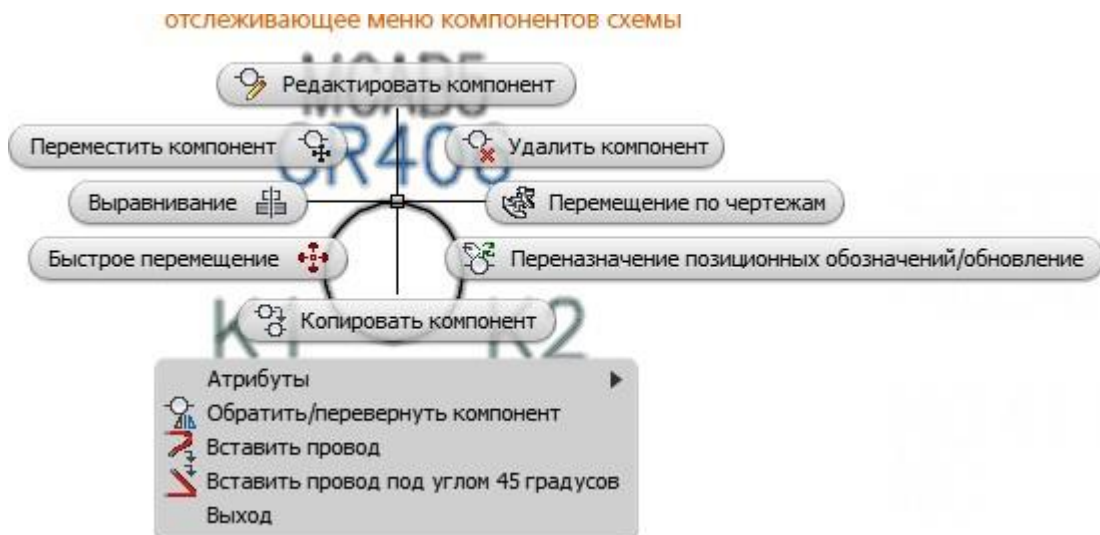 отслеживающее меню компонентов схемы
Редактировать компонент
Переместить компонент
Удалить компонент
Выравнивание
Перемещение по чертежам
Быстрое перемещение
Переназначение позиционных обозначений/обновление
Копировать компонент
K1 K2
Атрибуты
Обратить/перевернуть компонент
Вставить провод
Вставить провод под углом 45 градусов
Выход